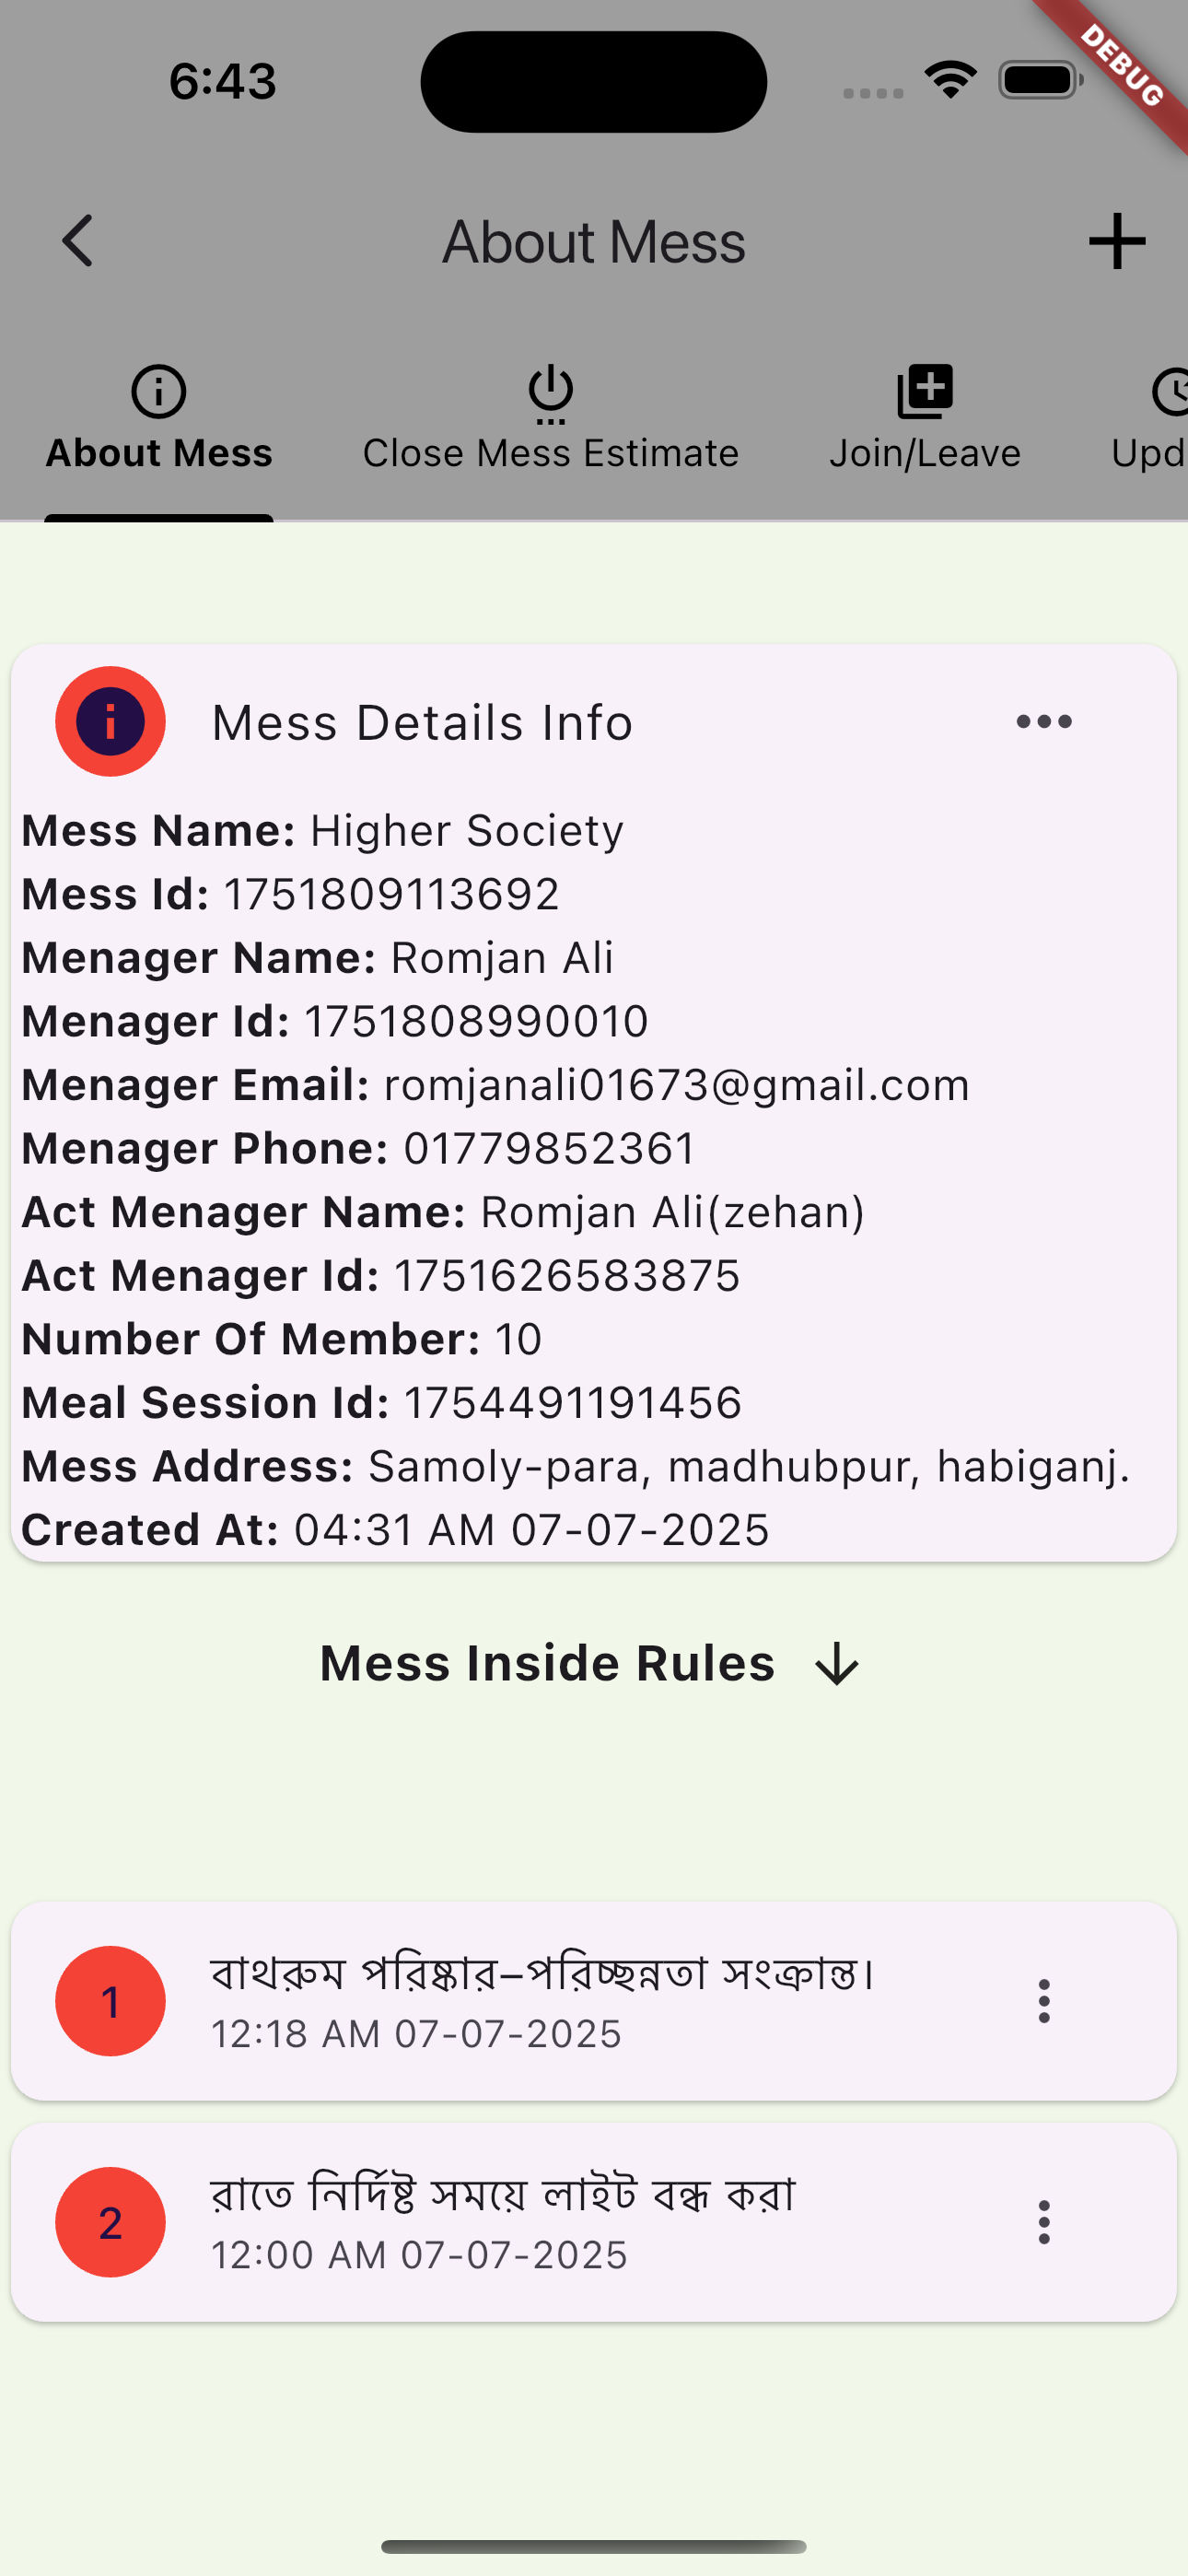 6:43
DEBUG
About Mess
About Mess
Close Mess Estimate
Join/Leave
Upd
Mess Details Info
Mess Name: Higher Society
Mess Id: 1751809113692
Menager Name: Romjan Ali
Menager Id: 1751808990010
Menager Email: romjanali01673@gmail.com
Menager Phone: 01779852361
Act Menager Name: Romjan Ali(zehan)
Act Menager Id: 1751626583875
Number Of Member: 10
Meal Session Id: 1754491191456
Mess Address: Samoly-para, madhubpur, habiganj.
Created At: 04:31 AM 07-07-2025
Mess Inside Rules ↓
1
বাথরুম পরিষ্কার–পরিচ্ছন্নতা সংক্রান্ত।
12:18 AM 07-07-2025
2
রাতে নির্দিষ্ট সময়ে লাইট বন্ধ করা
12:00 AM 07-07-2025